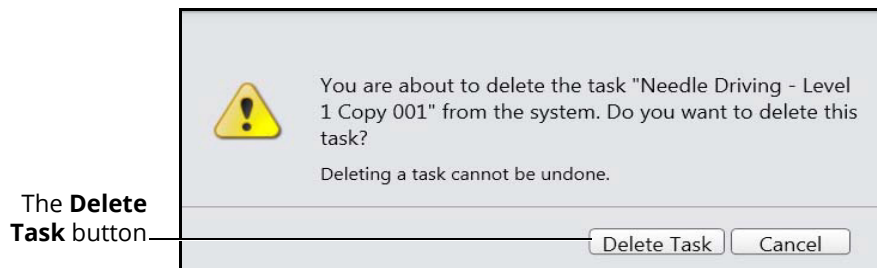 You are about to delete the task "Needle Driving - Level
1 Copy 001" from the system. Do you want to delete this
task?
Deleting a task cannot be undone.
The Delete
Task button
Delete Task
Cancel